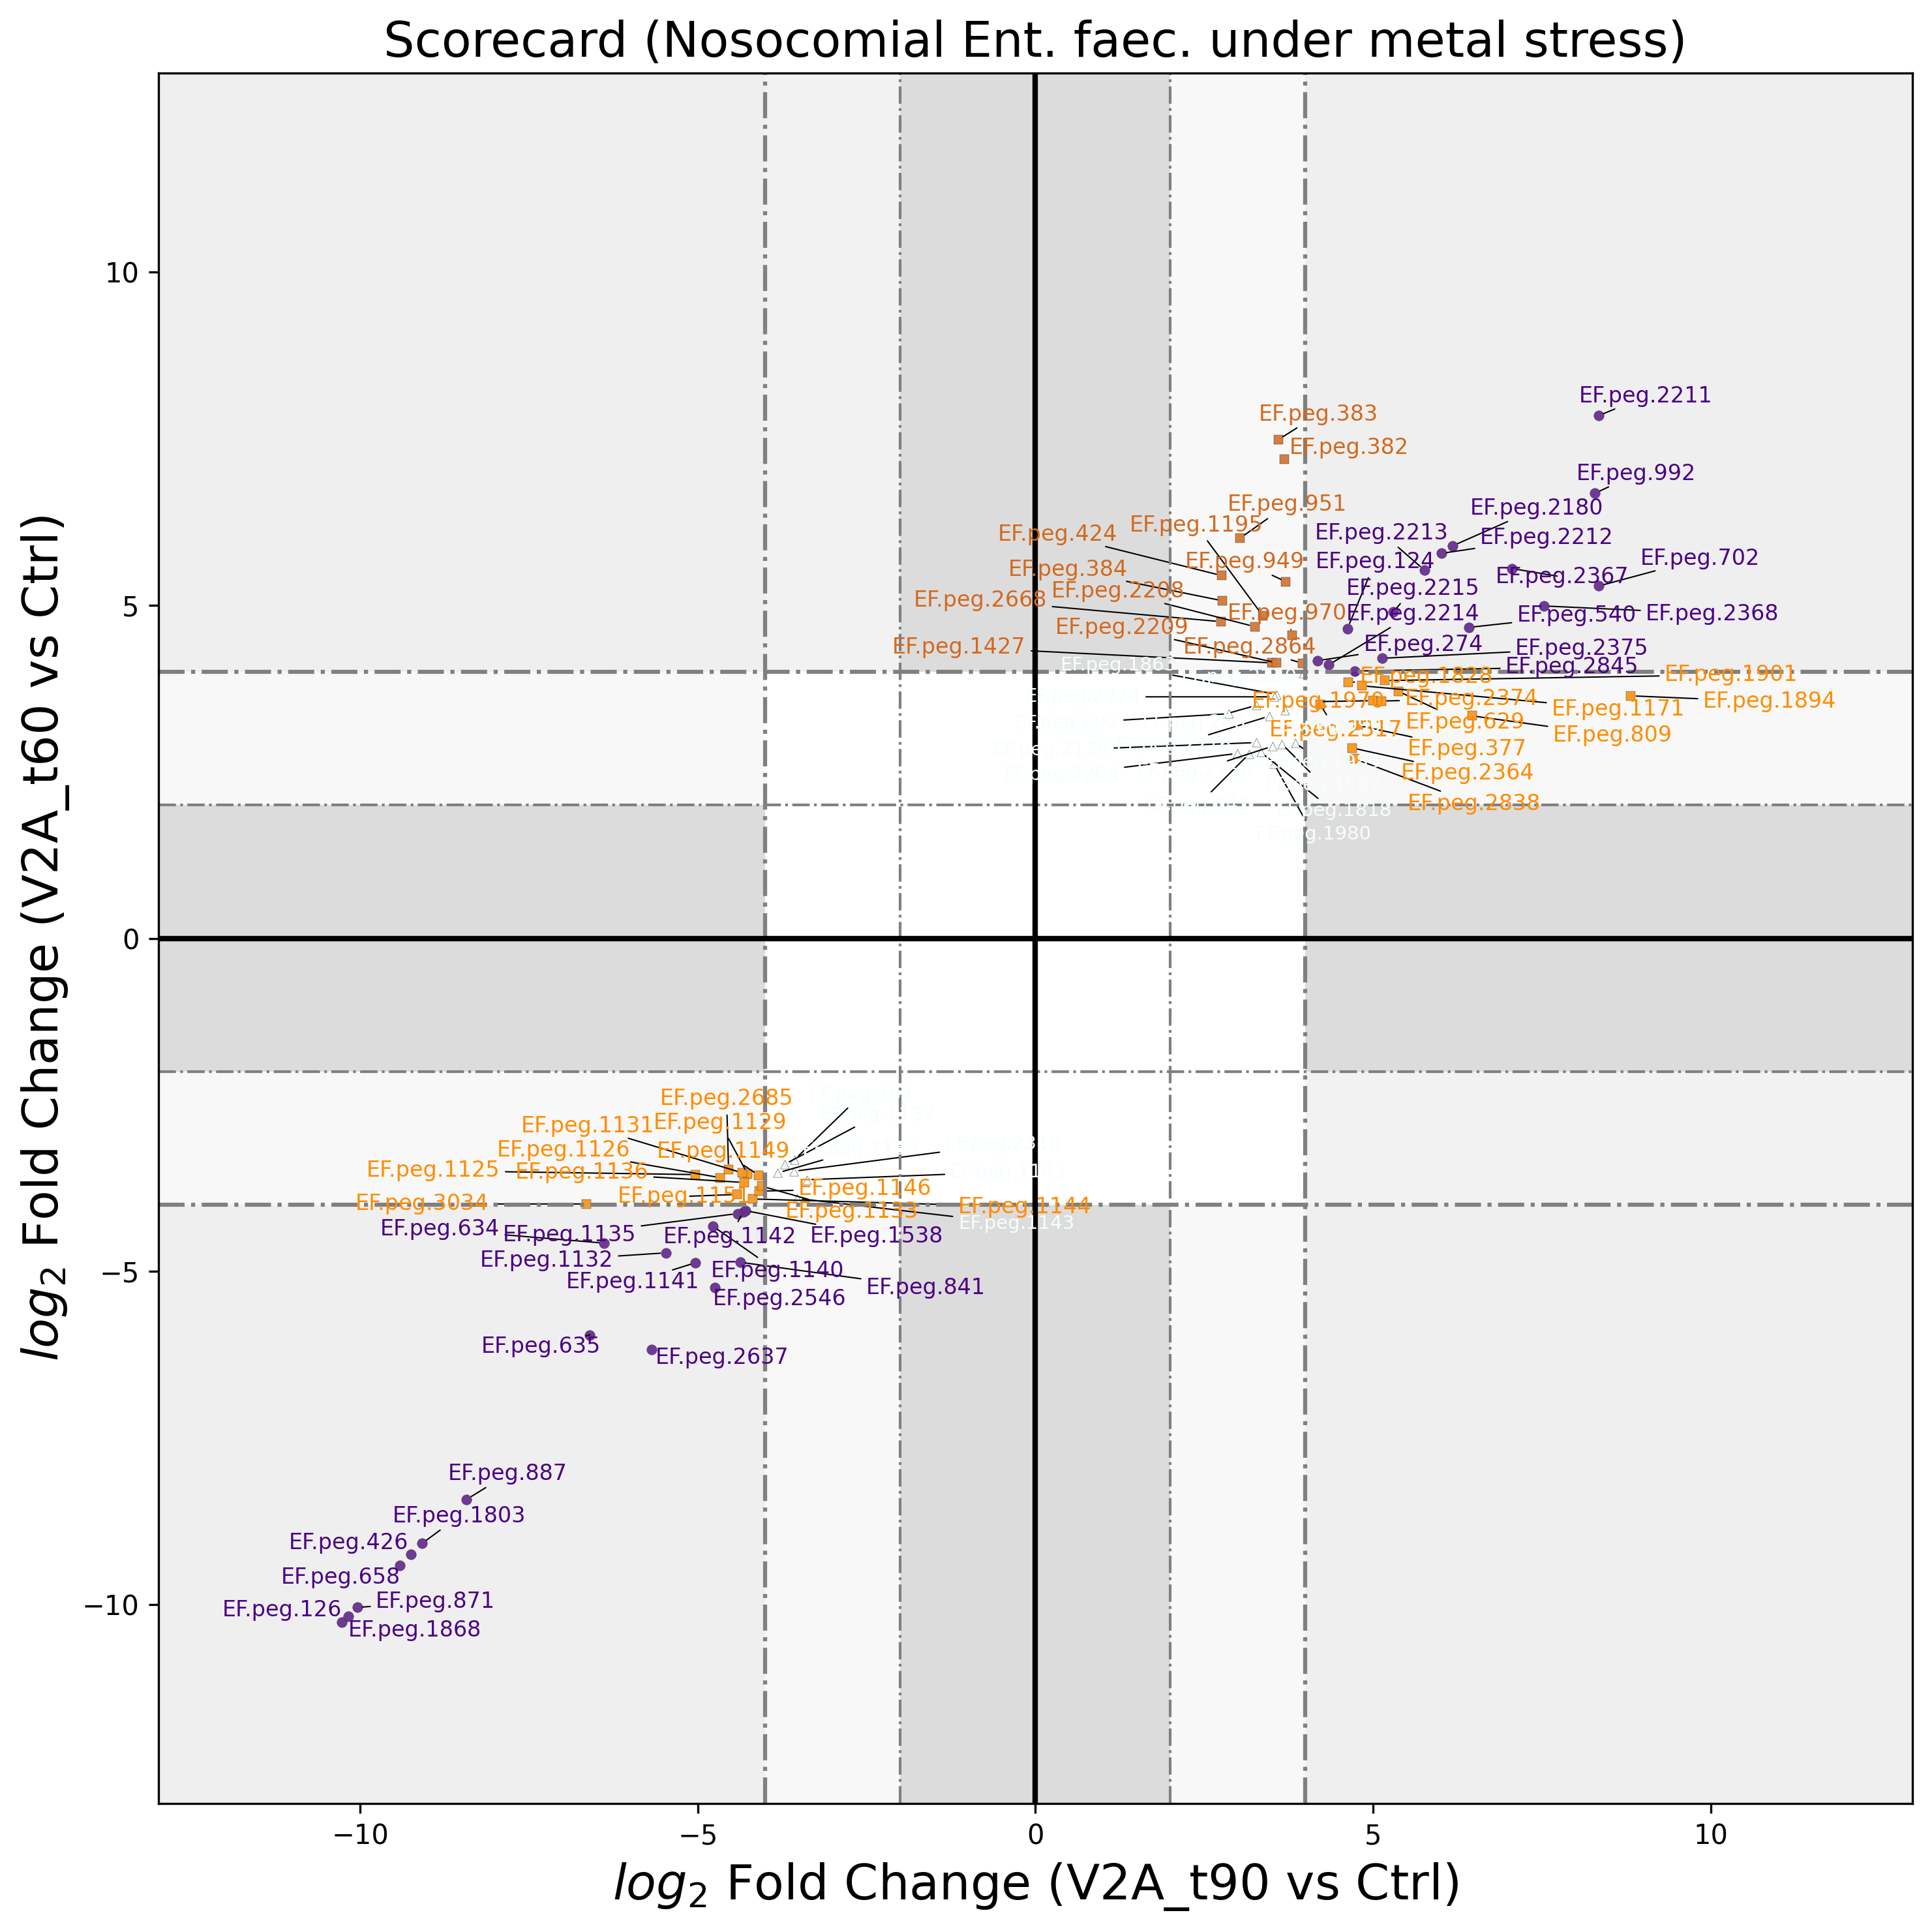 Scorecard (Nosocomial Ent. faec. under metal stress)
log2 Fold Change (V2A_t60 vs Ctrl)
10
5
0
−5
−10
EF.peg.2211
EF.peg.383
EF.peg.382
EF.peg.992
EF.peg.951
EF.peg.2180
EF.peg.1195
EF.peg.424
EF.peg.2213
EF.peg.2212
EF.peg.949
EF.peg.124
EF.peg.702
EF.peg.384
EF.peg.2367
EF.peg.2208
EF.peg.2215
EF.peg.2668
EF.peg.970
EF.peg.2214
EF.peg.540
EF.peg.2368
EF.peg.2209
EF.peg.1427
EF.peg.2864
EF.peg.274
EF.peg.2375
EF.peg.2845
EF.peg.1828
EF.peg.1901
EF.peg.1970
EF.peg.2374
EF.peg.1894
EF.peg.1171
EF.peg.629
EF.peg.2517
EF.peg.809
EF.peg.377
EF.peg.2364
EF.peg.2838
EF.peg.1818
EF.peg.1980
EF.peg.2685
EF.peg.1131
EF.peg.1129
EF.peg.1126
EF.peg.1149
EF.peg.1125
EF.peg.1136
EF.peg.1146
EF.peg.3034
EF.peg.1133
EF.peg.1144
EF.peg.1143
EF.peg.634
EF.peg.1135
EF.peg.1142
EF.peg.1538
EF.peg.1132
EF.peg.1140
EF.peg.1141
EF.peg.841
EF.peg.2546
EF.peg.635
EF.peg.2637
EF.peg.887
EF.peg.1803
EF.peg.426
EF.peg.658
EF.peg.871
EF.peg.126
EF.peg.1868
−10
−5
0
5
10
log2 Fold Change (V2A_t90 vs Ctrl)